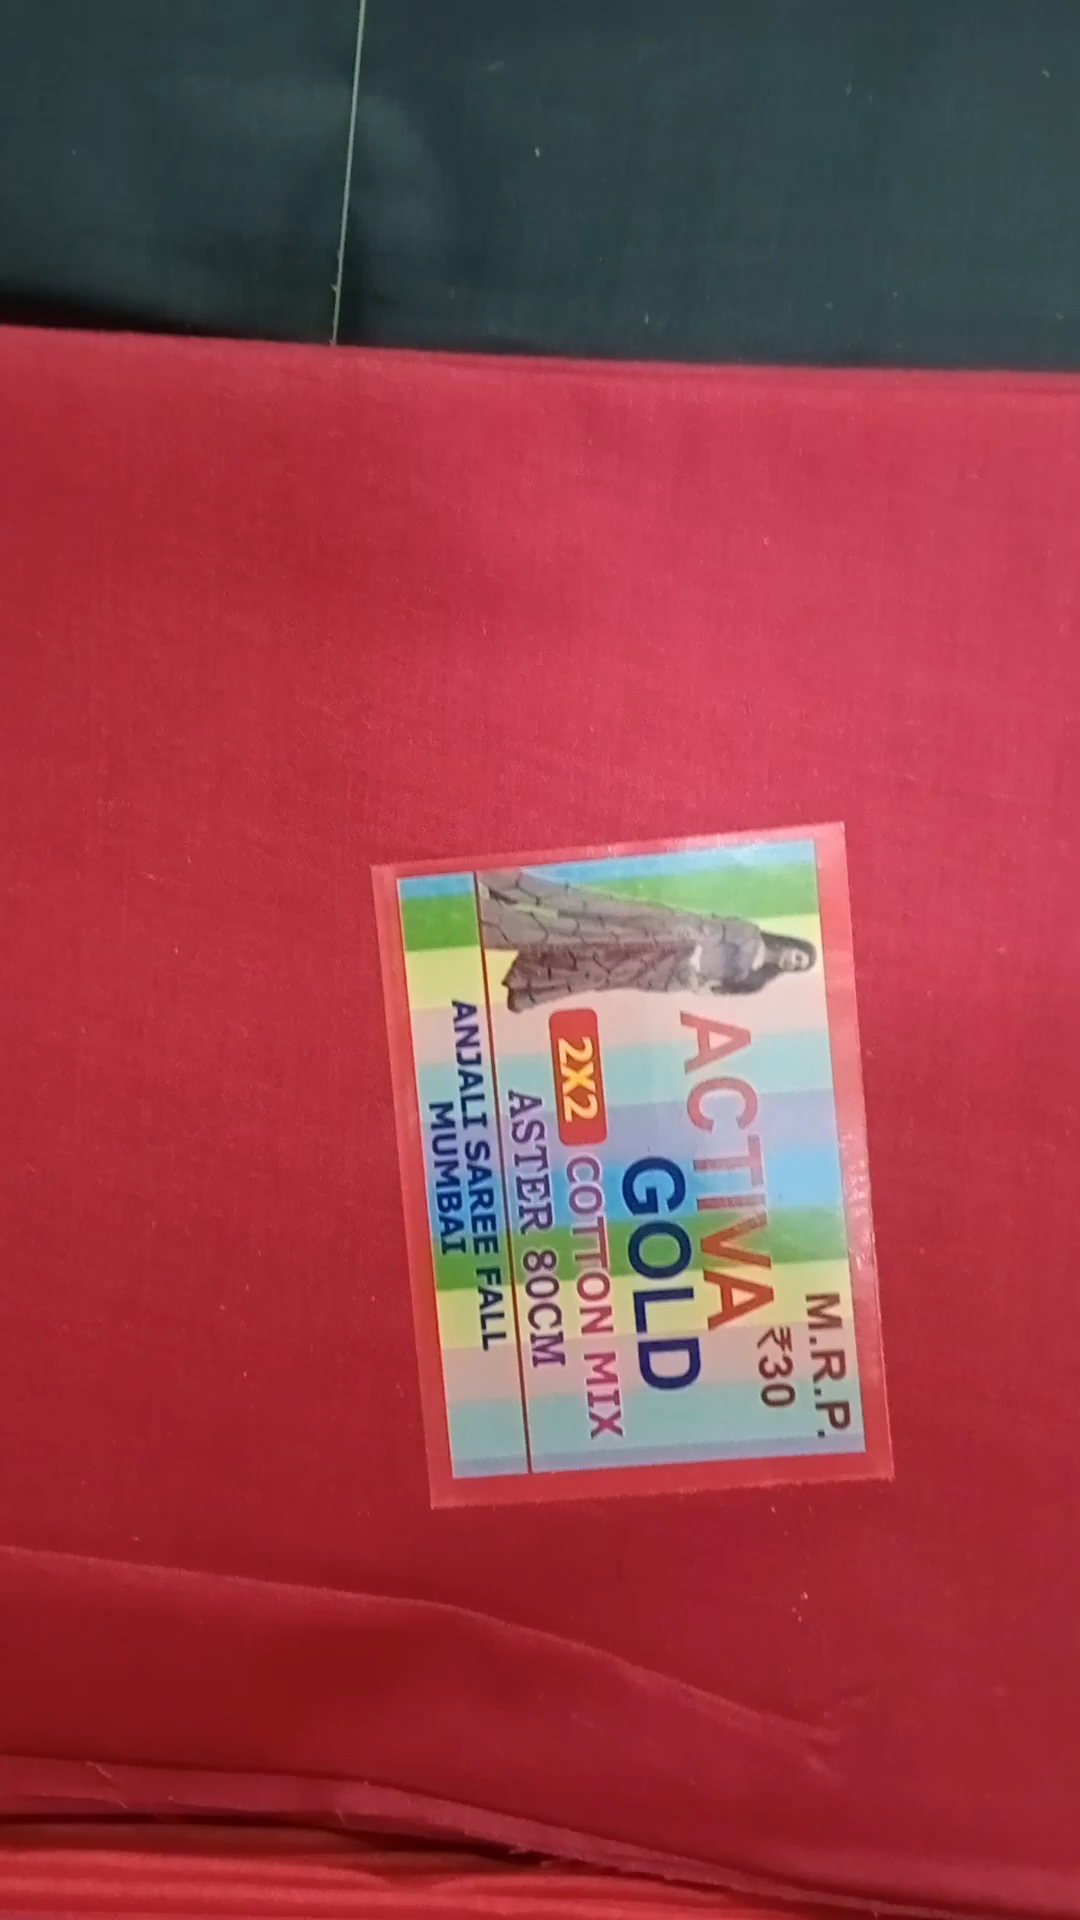 M.R.P.
₹30
ACTIVA
GOLD
2X2 COTTON MIX
ASTER 80CM
ANJALI SAREE FALL
MUMBAI